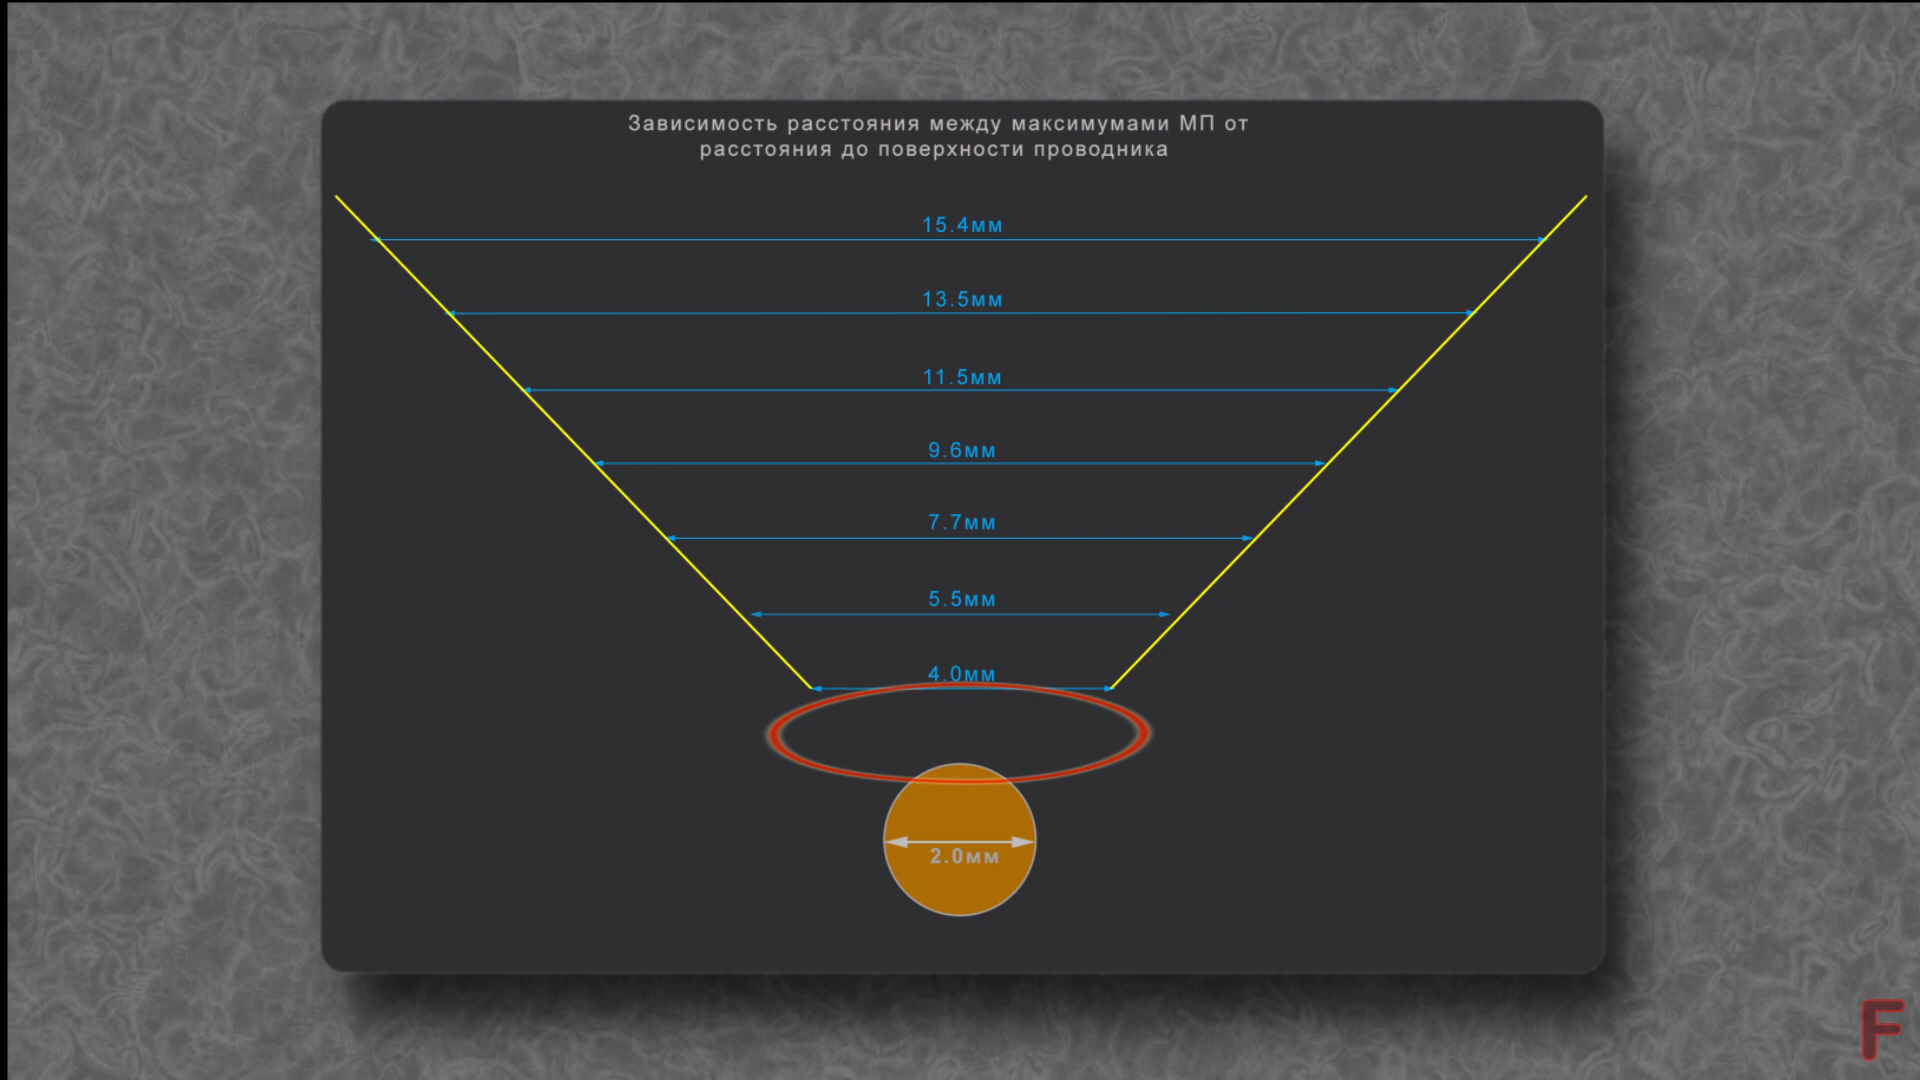 Зависимость расстояния между максимумами МП от
расстояния до поверхности проводника
15.4мм
13.5мм
11.5мм
9.6мм
7.7мм
5.5мм
4.0мм
2.0мм
F